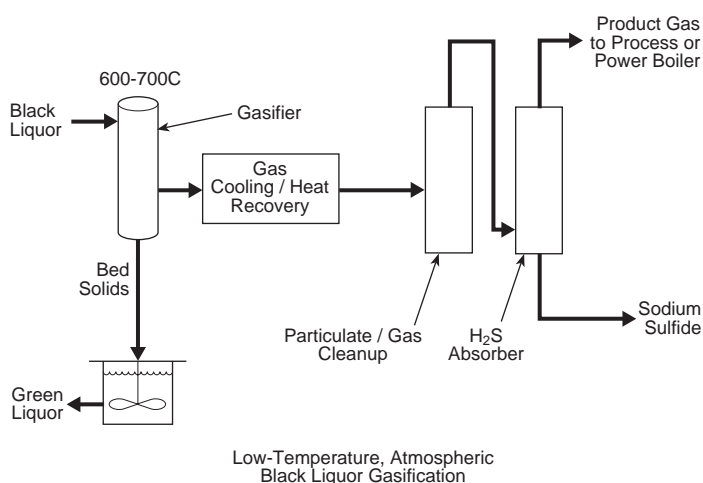 Product Gas
to Process or
Power Boiler
600-700C
Black
Liquor
Gasifier
Gas
Cooling / Heat
Recovery
Bed
Solids
Particulate / Gas
Cleanup
H₂S
Absorber
Sodium
Sulfide
Green
Liquor
Low-Temperature, Atmospheric
Black Liquor Gasification